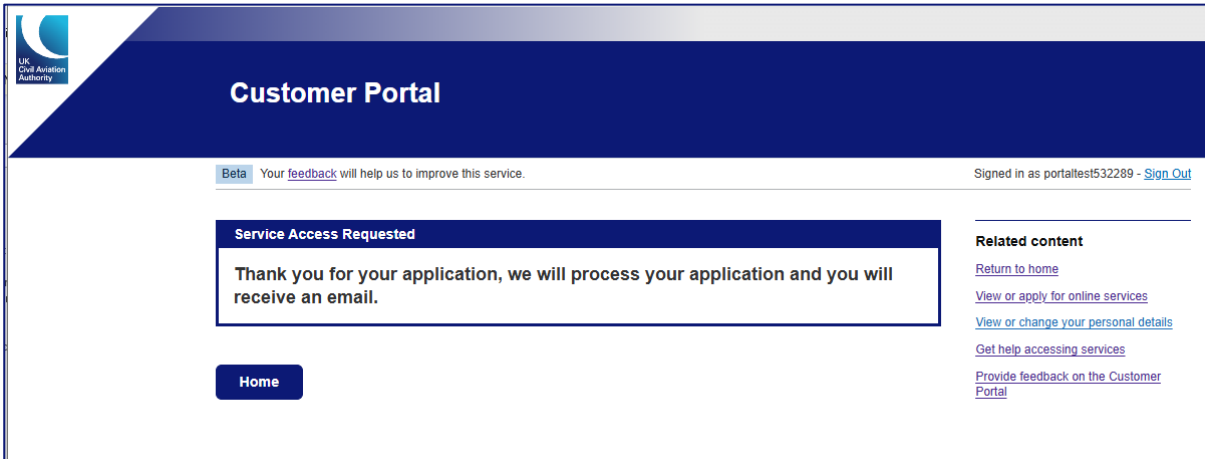 UK
Civil Aviation
Authority
Customer Portal
Beta Your feedback will help us to improve this service.
Signed in as portaltest532289 - Sign Out
Service Access Requested
Thank you for your application, we will process your application and you will
receive an email.
Home
Related content
Return to home
View or apply for online services
View or change your personal details
Get help accessing services
Provide feedback on the Customer
Portal